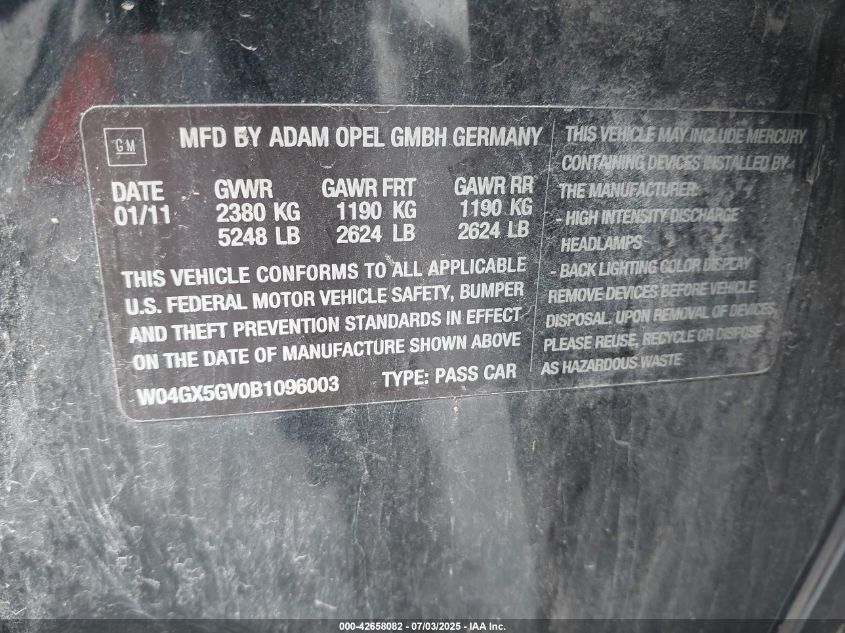 GM
MFD BY ADAM OPEL GMBH GERMANY
DATE GVWR GAWR FRT GAWR RR
01/11 2380 KG 1190 KG 1190 KG
5248 LB 2624 LB 2624 LB
THIS VEHICLE CONFORMS TO ALL APPLICABLE
U.S. FEDERAL MOTOR VEHICLE SAFETY, BUMPER
AND THEFT PREVENTION STANDARDS IN EFFECT
ON THE DATE OF MANUFACTURE SHOWN ABOVE
W04GX5GV0B1096003 TYPE: PASS CAR
THIS VEHICLE MAY INCLUDE MERCURY
CONTAINING DEVICES INSTALLED BY
THE MANUFACTURER:
- HIGH INTENSITY DISCHARGE
HEADLAMPS
- BACK LIGHTING COLOR DISPLAY
REMOVE DEVICES BEFORE VEHICLE
DISPOSAL. UPON REMOVAL OF DEVICES,
PLEASE REUSE, RECYCLE OR DISPOSE
AS HAZARDOUS WASTE
000-42658082 - 07/03/2025 - IAA Inc.